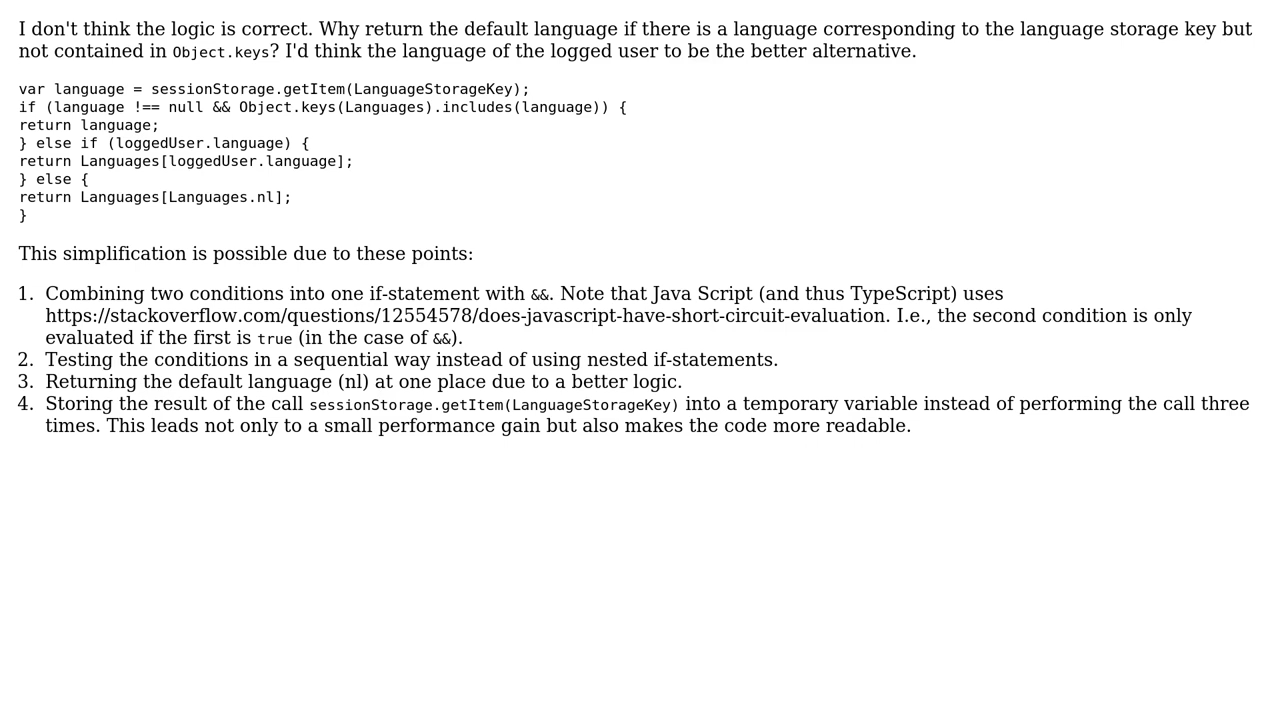 I don't think the logic is correct. Why return the default language if there is a language corresponding to the language storage key but
not contained in Object.keys? I'd think the language of the logged user to be the better alternative.
var language = sessionStorage.getItem(LanguageStorageKey);
if (language !== null && Object.keys(Languages).includes(language)) {
return language;
} else if (loggedUser.language) {
return Languages[loggedUser.language];
} else {
return Languages[Languages.nl];
}
This simplification is possible due to these points:
1. Combining two conditions into one if-statement with &&. Note that Java Script (and thus TypeScript) uses
https://stackoverflow.com/questions/12554578/does-javascript-have-short-circuit-evaluation. I.e., the second condition is only
evaluated if the first is true (in the case of &&).
2. Testing the conditions in a sequential way instead of using nested if-statements.
3. Returning the default language (nl) at one place due to a better logic.
4. Storing the result of the call sessionStorage.getItem(LanguageStorageKey) into a temporary variable instead of performing the call three
times. This leads not only to a small performance gain but also makes the code more readable.